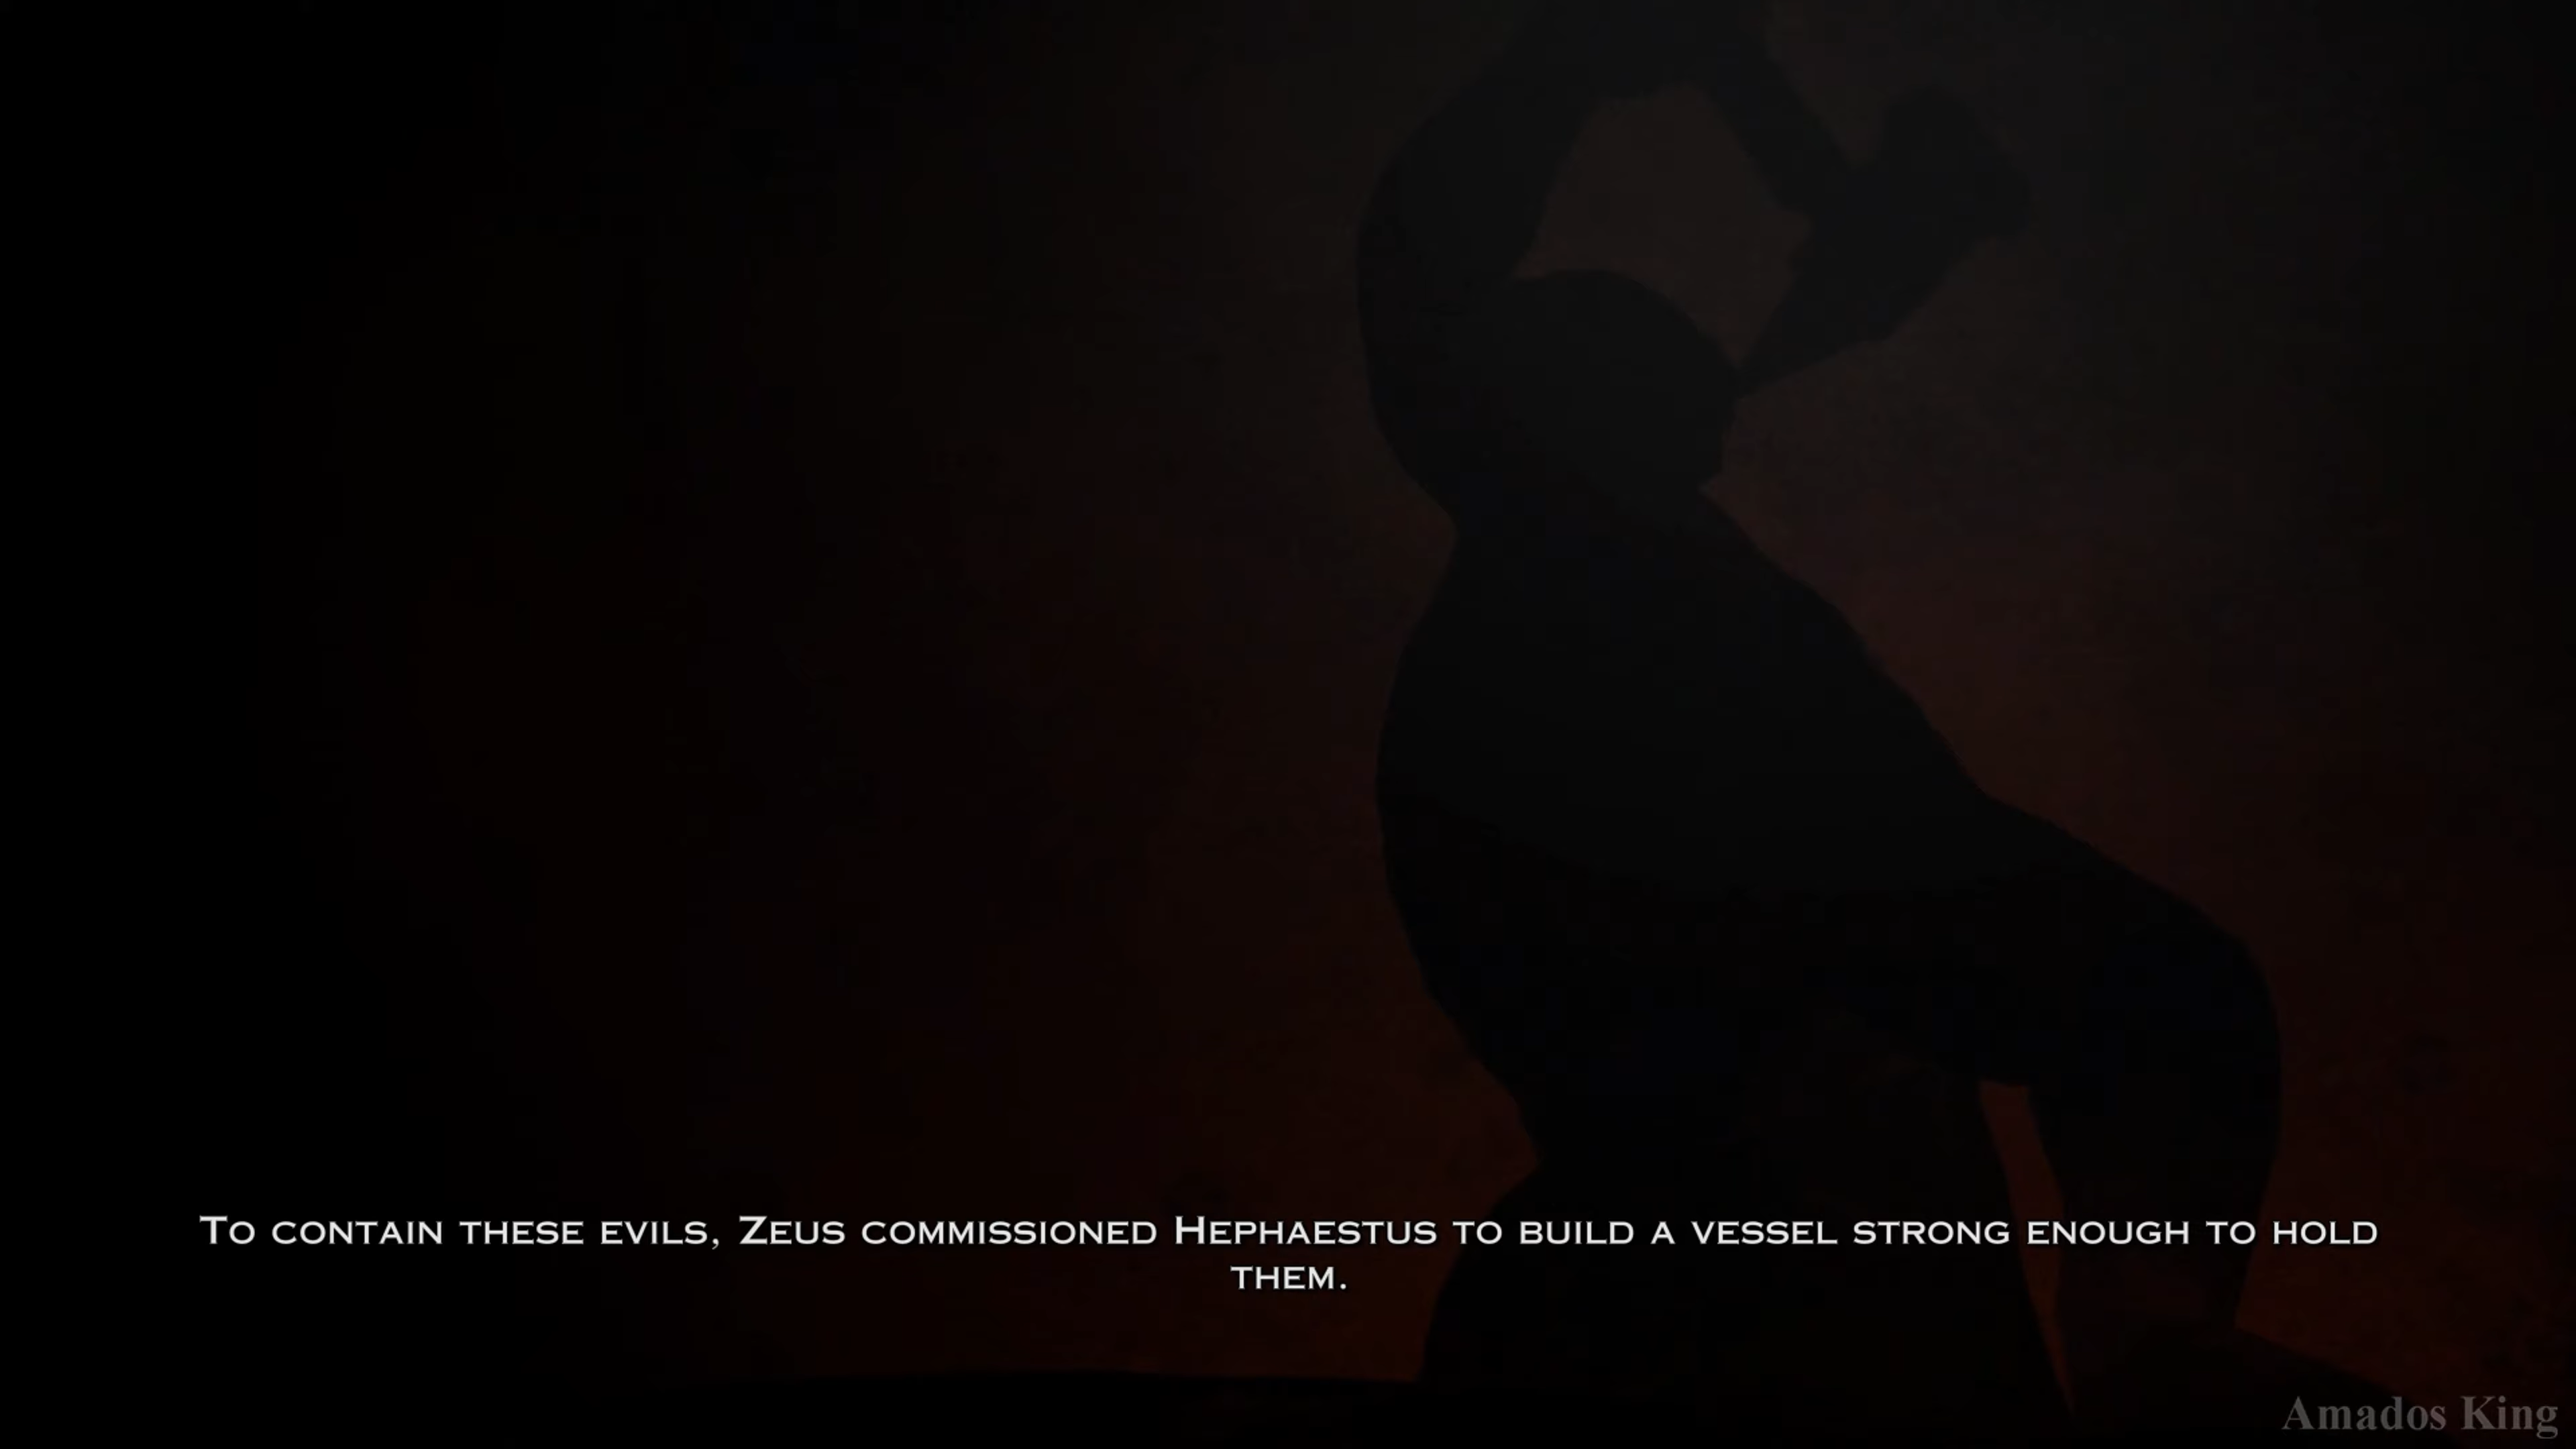 To contain these evils, Zeus commissioned Hephaestus to build a vessel strong enough to hold
them.
Amados King